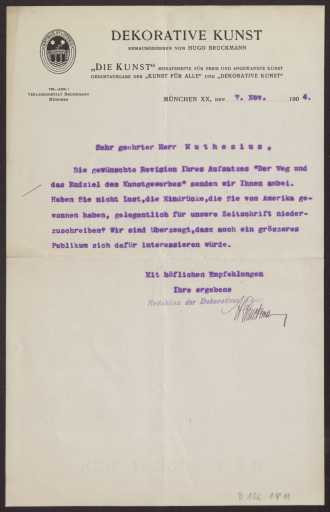 DEKORATIVE KUNST
HERAUSGEGEBEN VON HUGO BRUCKMANN
„DIE KUNST“ MONATSHEFTE FÜR FREIE UND ANGEWANDTE KUNST
GESAMTAUSGABE DER „KUNST FÜR ALLE“ UND „DEKORATIVE KUNST“
VERLAGSANSTALT BRUCKMANN
MÜNCHEN
MÜNCHEN XX, DEN 7. Nov. 1904.
Sehr geehrter Herr Muthesius,
Die gewünschte Revision Ihres Aufsatzes "Der Weg und
das Endziel des Kunstgewerbes" senden wir Ihnen anbei.
Haben Sie nicht Lust, die Eindrücke, die Sie von Amerika ge-
wonnen haben, gelegentlich für unsere Zeitschrift nieder-
zuschreiben? Wir sind überzeugt, dass auch ein grösseres
Publikum sich dafür interessieren würde.
Mit höflichen Empfehlungen
Ihre ergebene
Redaktion der Dekorativen